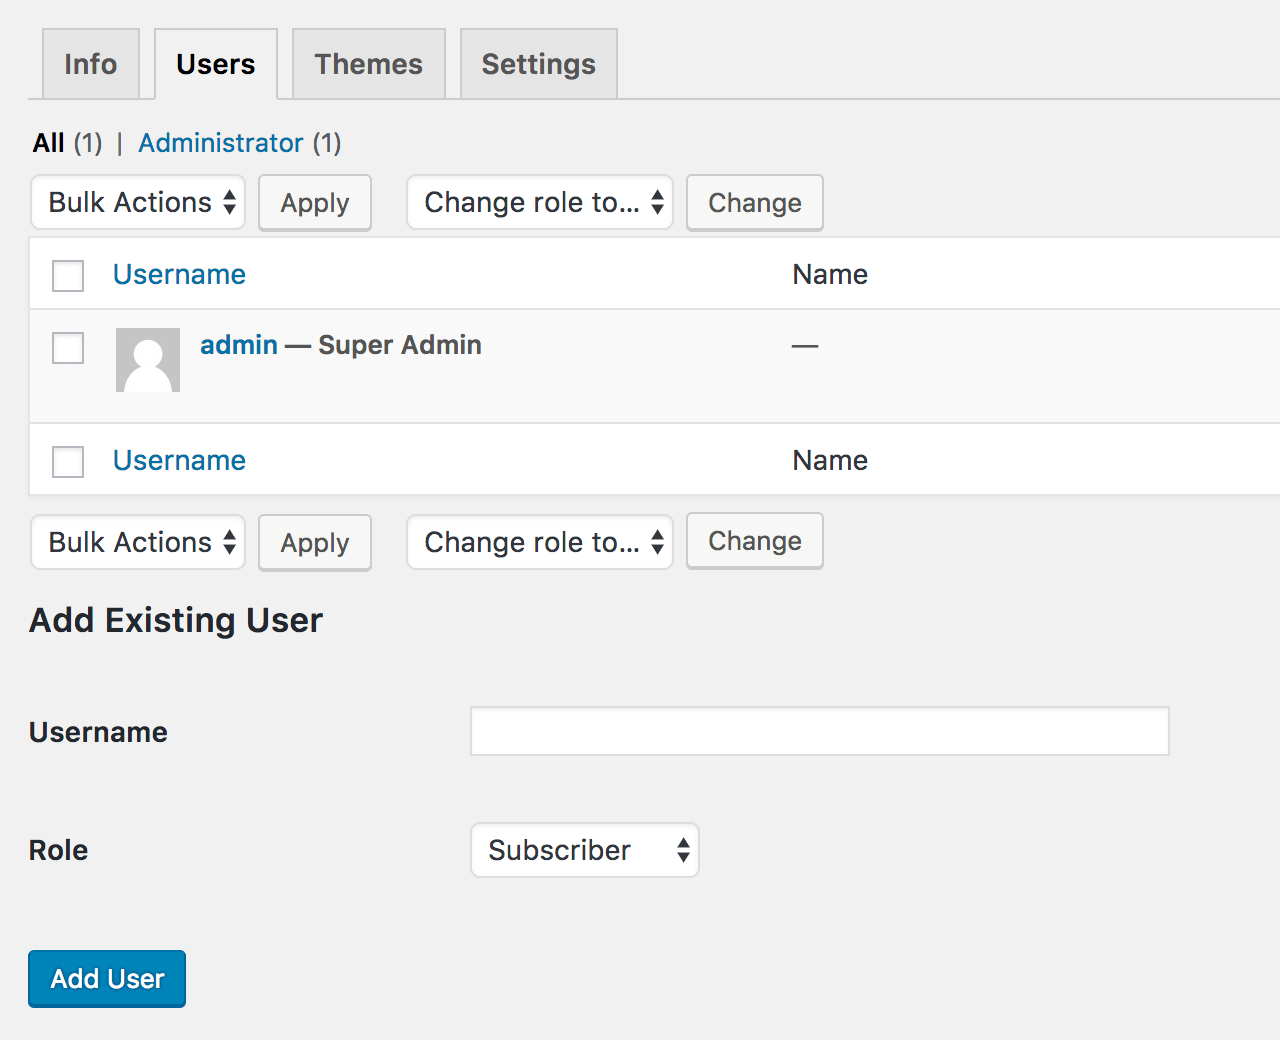 Info Users Themes Settings
All (1) | Administrator (1)
Bulk Actions Apply Change role to... Change
Username Name
admin — Super Admin —
Username Name
Bulk Actions Apply Change role to... Change
Add Existing User
Username
Role Subscriber
Add User